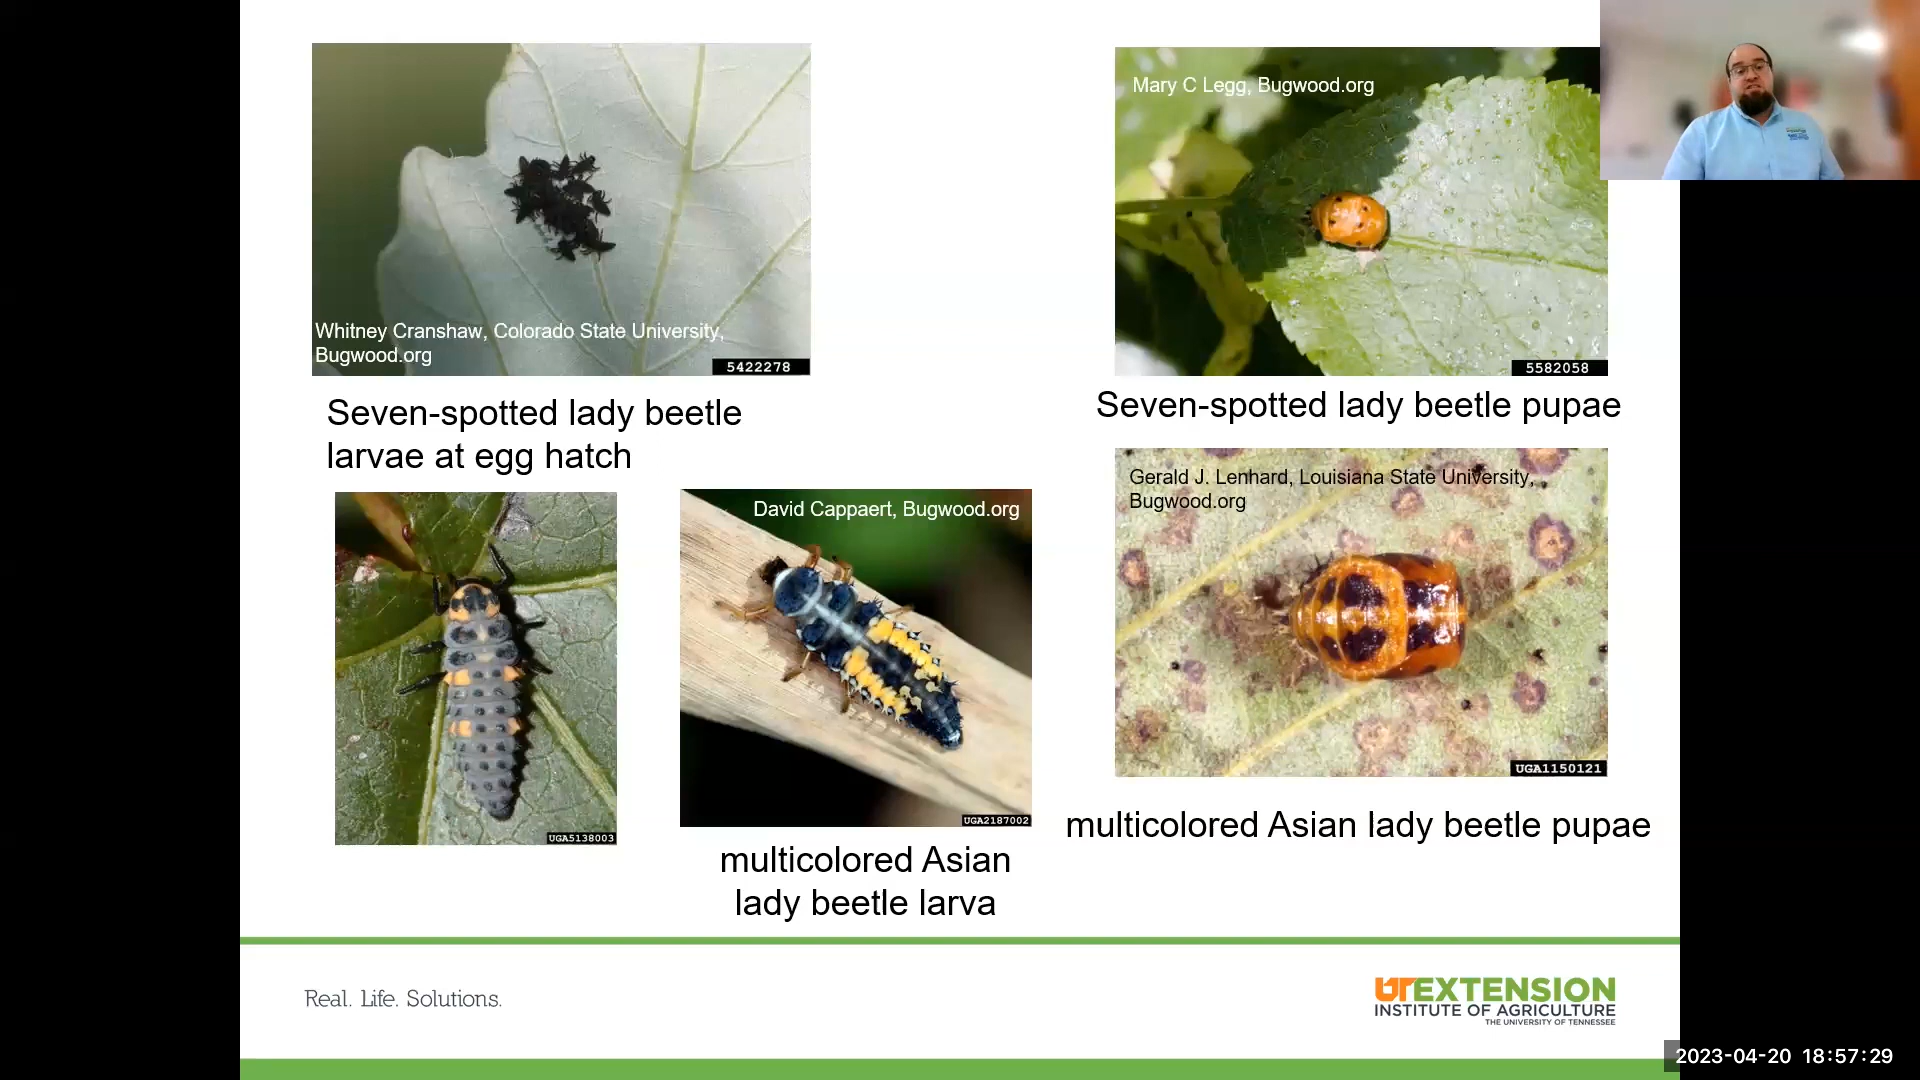 Whitney Cranshaw, Colorado State University,
Bugwood.org
5422278
Seven-spotted lady beetle
larvae at egg hatch
UGA5138003
David Cappaert, Bugwood.org
UGA2187002
multicolored Asian
lady beetle larva
Mary C Legg, Bugwood.org
5582058
Seven-spotted lady beetle pupae
Gerald J. Lenhard, Louisiana State University,
Bugwood.org
UGA1150121
multicolored Asian lady beetle pupae
Real. Life. Solutions.
UTEXTENSION
INSTITUTE OF AGRICULTURE
THE UNIVERSITY OF TENNESSEE
2023-04-20 18:57:29